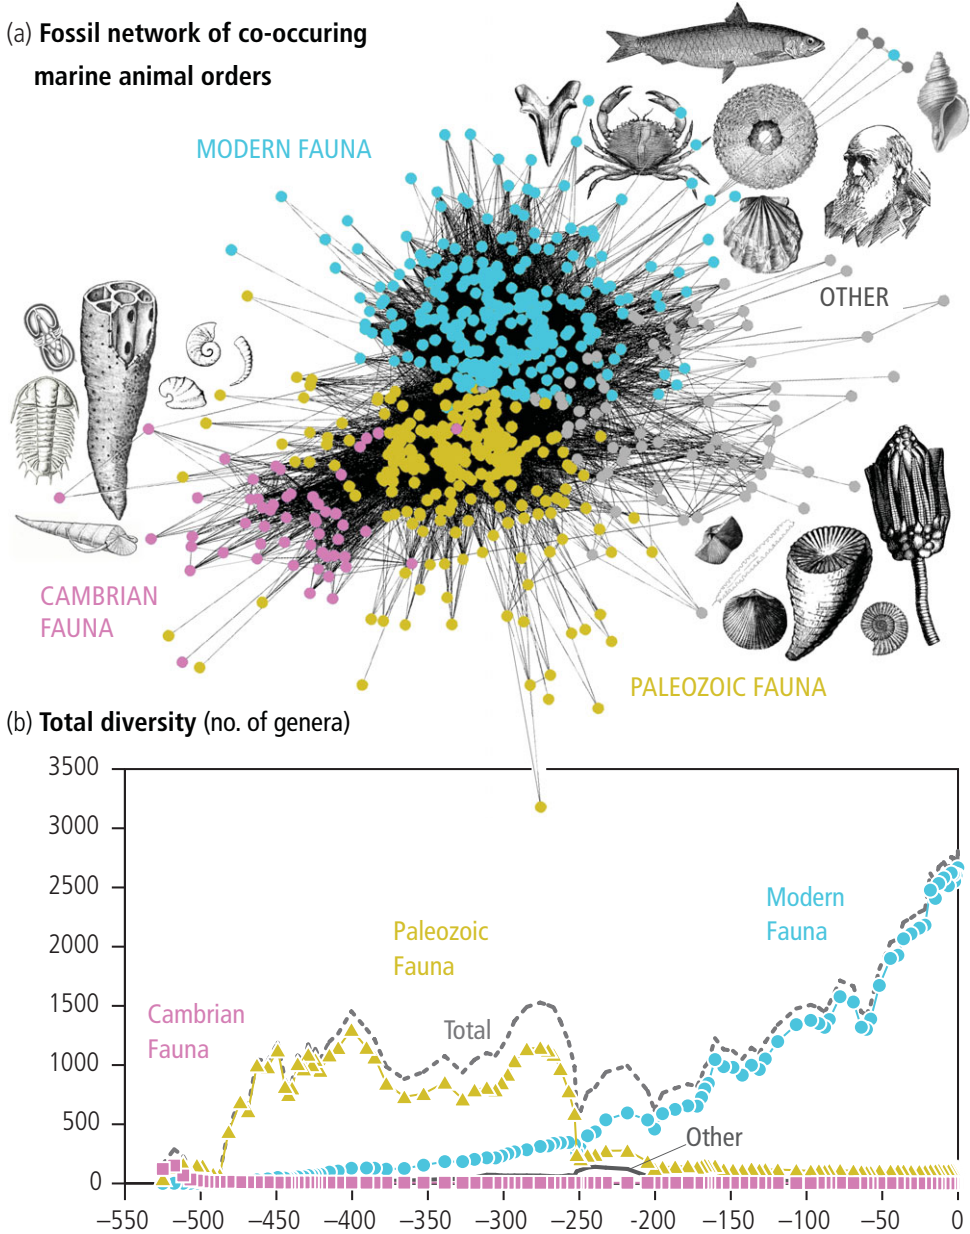 (a) Fossil network of co-occuring
marine animal orders
MODERN FAUNA
OTHER
CAMBRIAN
FAUNA
PALEOZOIC FAUNA
(b) Total diversity (no. of genera)
3500
3000
2500
2000
1500
1000
500
0
Modern
Fauna
Paleozoic
Fauna
Cambrian
Fauna
Total
Other
−550 −500 −450 −400 −350 −300 −250 -200 −150 −100 −50 0